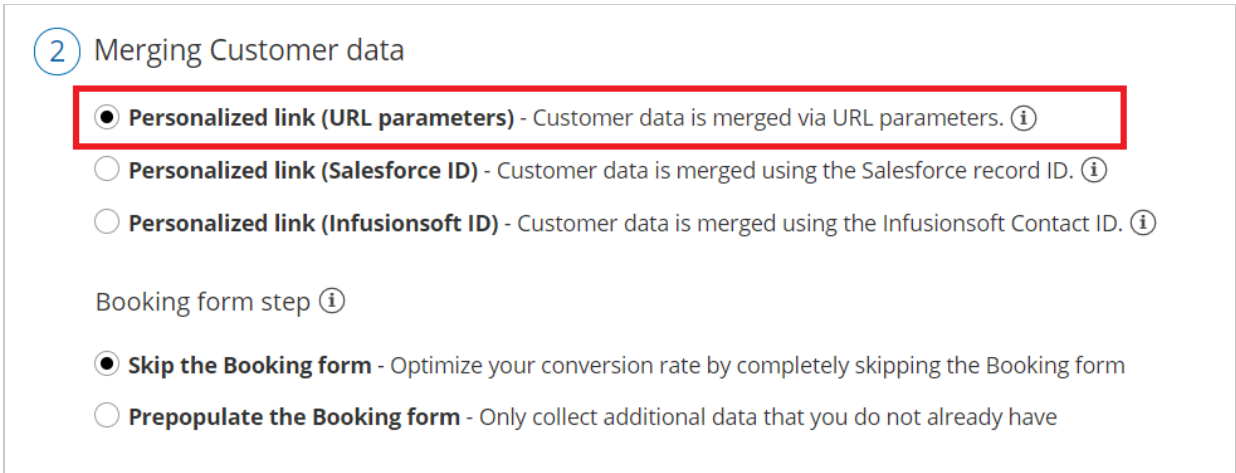 2 Merging Customer data
Personalized link (URL parameters) - Customer data is merged via URL parameters. i
Personalized link (Salesforce ID) - Customer data is merged using the Salesforce record ID. i
Personalized link (Infusionsoft ID) - Customer data is merged using the Infusionsoft Contact ID. i
Booking form step i
Skip the Booking form - Optimize your conversion rate by completely skipping the Booking form
Prepopulate the Booking form - Only collect additional data that you do not already have